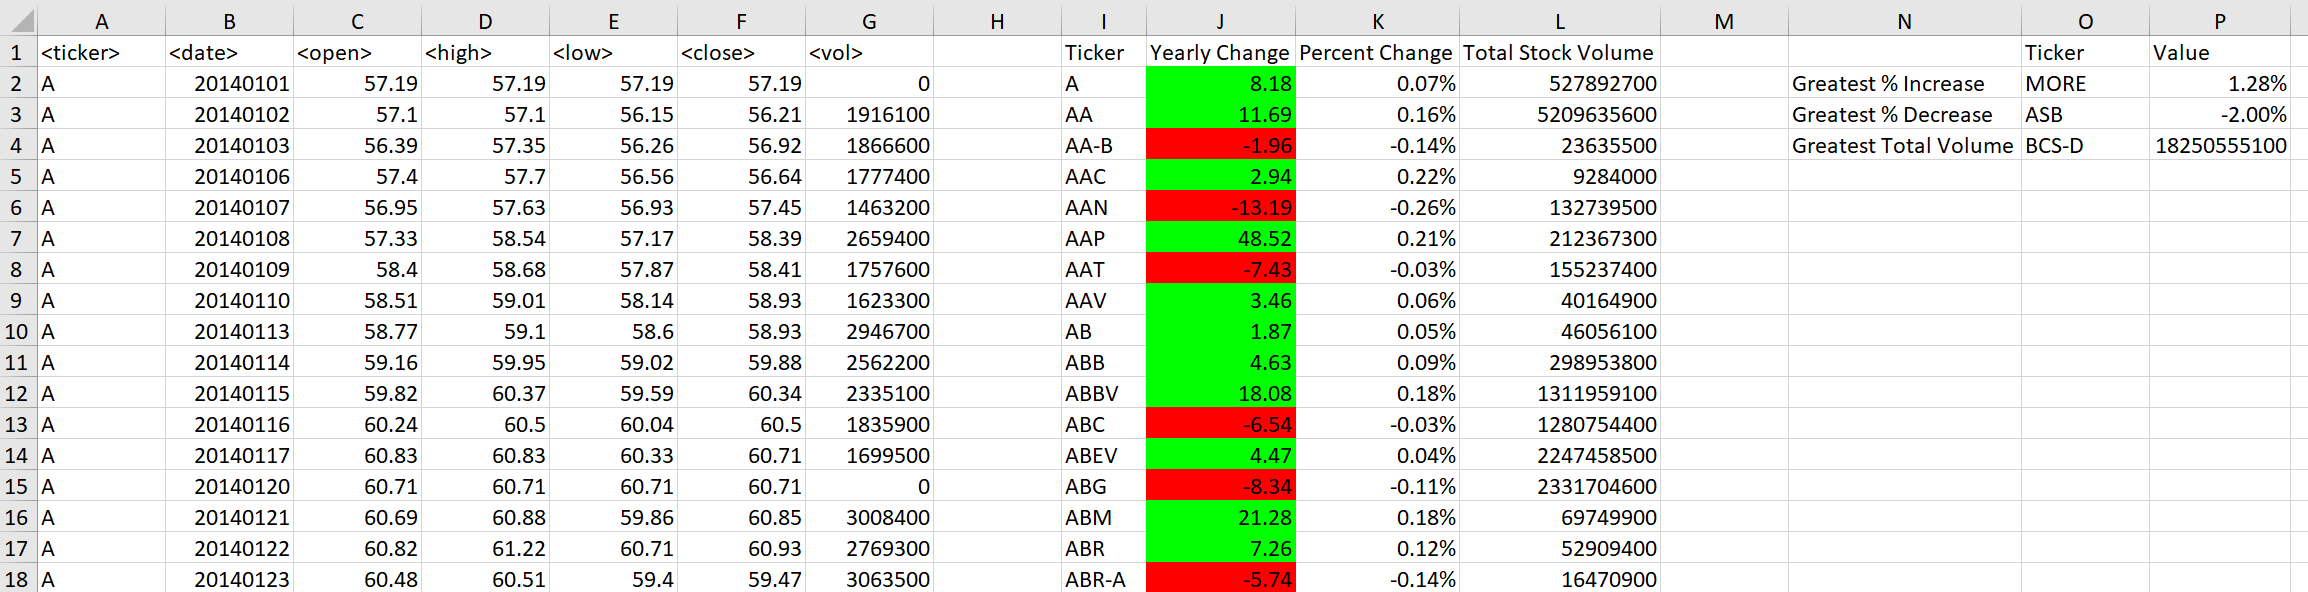 A B C D E F G H I J K L M N O P
1 <ticker> <date> <open> <high> <low> <close> <vol> Ticker Yearly Change Percent Change Total Stock Volume Ticker Value
2 A 20140101 57.19 57.19 57.19 57.19 0 A 8.18 0.07% 527892700 Greatest % Increase MORE 1.28%
3 A 20140102 57.1 57.1 56.15 56.21 1916100 AA 11.69 0.16% 5209635600 Greatest % Decrease ASB -2.00%
4 A 20140103 56.39 57.35 56.26 56.92 1866600 AA-B -1.96 -0.14% 23635500 Greatest Total Volume BCS-D 18250555100
5 A 20140106 57.4 57.7 56.56 56.64 1777400 AAC 2.94 0.22% 9284000
6 A 20140107 56.95 57.63 56.93 57.45 1463200 AAN -13.19 -0.26% 132739500
7 A 20140108 57.33 58.54 57.17 58.39 2659400 AAP 48.52 0.21% 212367300
8 A 20140109 58.4 58.68 57.87 58.41 1757600 AAT -7.43 -0.03% 155237400
9 A 20140110 58.51 59.01 58.14 58.93 1623300 AAV 3.46 0.06% 40164900
10 A 20140113 58.77 59.1 58.6 58.93 2946700 AB 1.87 0.05% 46056100
11 A 20140114 59.16 59.95 59.02 59.88 2562200 ABB 4.63 0.09% 298953800
12 A 20140115 59.82 60.37 59.59 60.34 2335100 ABBV 18.08 0.18% 1311959100
13 A 20140116 60.24 60.5 60.04 60.5 1835900 ABC -6.54 -0.03% 1280754400
14 A 20140117 60.83 60.83 60.33 60.71 1699500 ABEV 4.47 0.04% 2247458500
15 A 20140120 60.71 60.71 60.71 60.71 0 ABG -8.34 -0.11% 2331704600
16 A 20140121 60.69 60.88 59.86 60.85 3008400 ABM 21.28 0.18% 69749900
17 A 20140122 60.82 61.22 60.71 60.93 2769300 ABR 7.26 0.12% 52909400
18 A 20140123 60.48 60.51 59.4 59.47 3063500 ABR-A -5.74 -0.14% 16470900